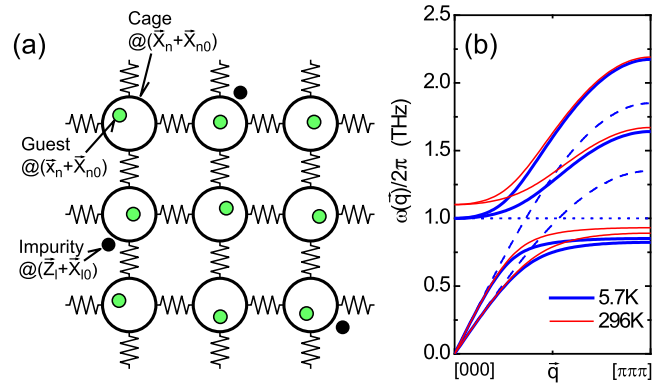 (a)
Cage
@(X⃗n+X⃗n0)
Guest
@(x⃗n+X⃗n0)
Impurity
@(Z⃗l+X⃗l0)
(b)
ω(q⃗)/2π (THz)
2.5
2.0
1.5
1.0
0.5
0.0
5.7K
296K
[000]
q⃗
[πππ]